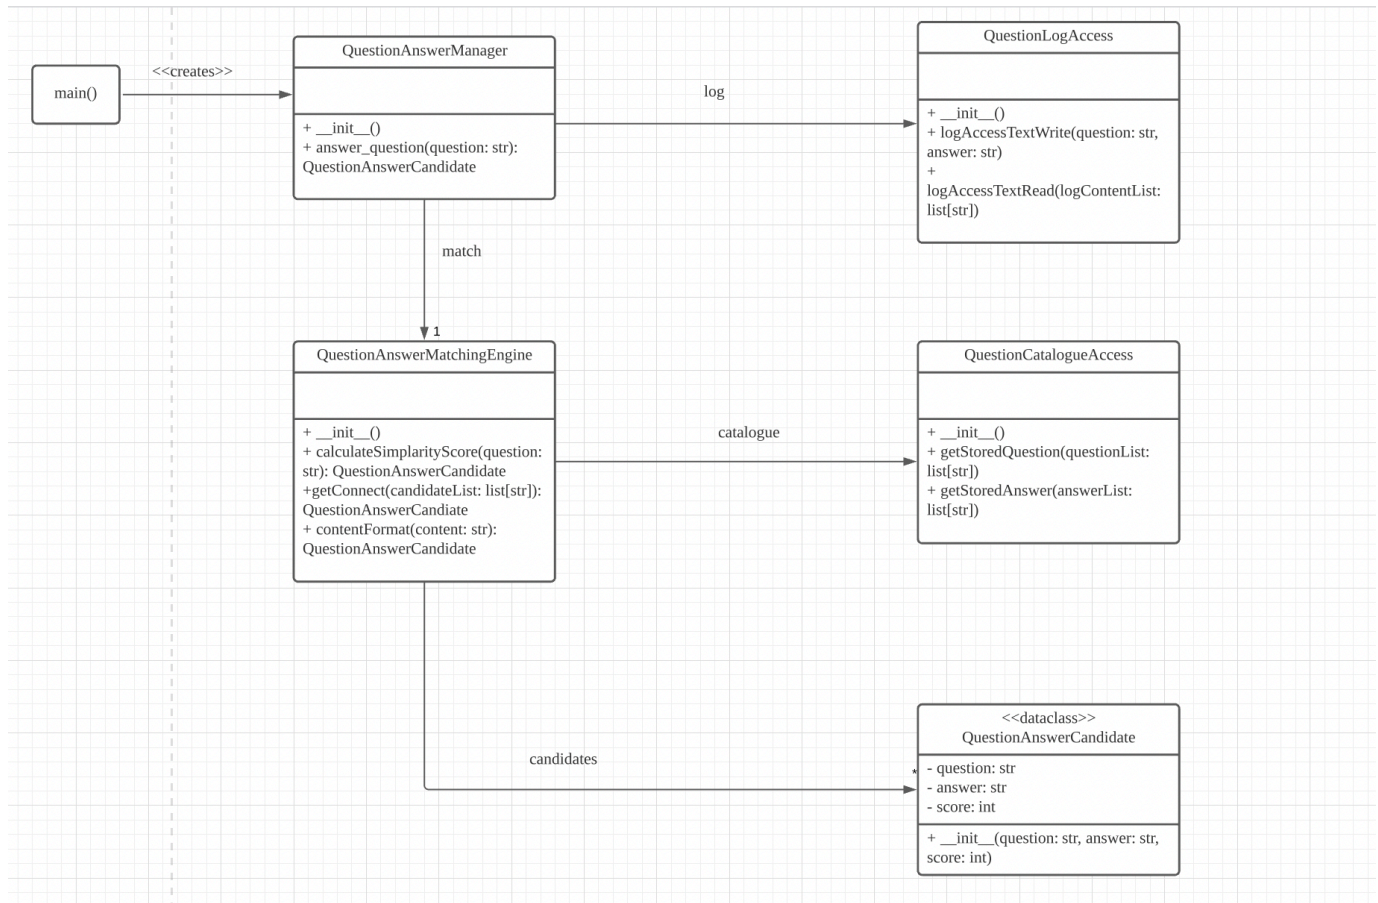 main()
<<creates>>
QuestionAnswerManager
+ __init__()
+ answer_question(question: str):
QuestionAnswerCandidate
log
QuestionLogAccess
+ __init__()
+ logAccessTextWrite(question: str,
answer: str)
+
logAccessTextRead(logContentList:
list[str])
match
1
QuestionAnswerMatchingEngine
+ __init__()
+ calculateSimplarityScore(question:
str): QuestionAnswerCandidate
+getConnect(candidateList: list[str]):
QuestionAnswerCandiate
+ contentFormat(content: str):
QuestionAnswerCandidate
catalogue
QuestionCatalogueAccess
+ __init__()
+ getStoredQuestion(questionList:
list[str])
+ getStoredAnswer(answerList:
list[str])
candidates
*
<<dataclass>>
QuestionAnswerCandidate
- question: str
- answer: str
- score: int
+ __init__(question: str, answer: str,
score: int)